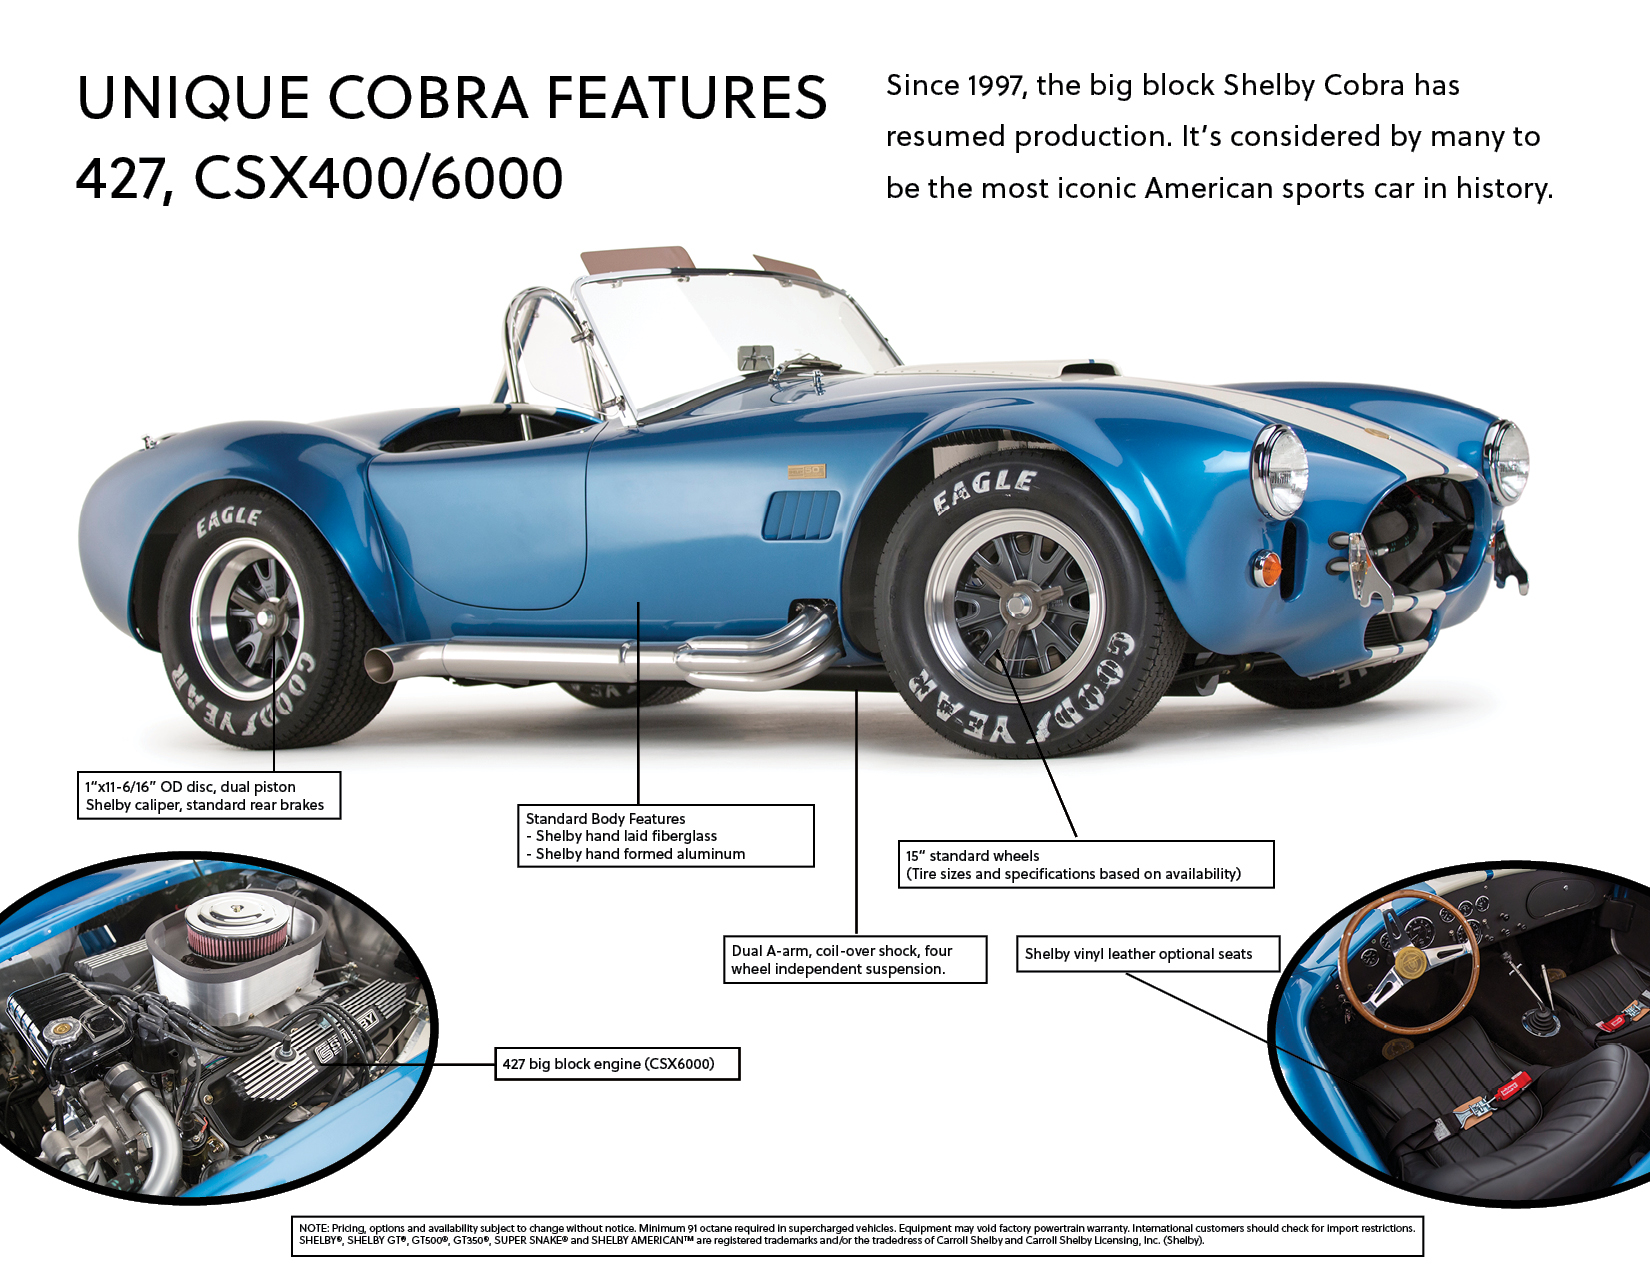 UNIQUE COBRA FEATURES
427, CSX400/6000
Since 1997, the big block Shelby Cobra has
resumed production. It’s considered by many to
be the most iconic American sports car in history.
EAGLE
GOODYEAR
EAGLE
GOODYEAR
1“x11-6/16” OD disc, dual piston
Shelby caliper, standard rear brakes
Standard Body Features
- Shelby hand laid fiberglass
- Shelby hand formed aluminum
15“ standard wheels
(Tire sizes and specifications based on availability)
Dual A-arm, coil-over shock, four
wheel independent suspension.
Shelby vinyl leather optional seats
427 big block engine (CSX6000)
NOTE: Pricing, options and availability subject to change without notice. Minimum 91 octane required in supercharged vehicles. Equipment may void factory powertrain warranty. International customers should check for import restrictions.
SHELBY®, SHELBY GT®, GT500®, GT350®, SUPER SNAKE® and SHELBY AMERICAN™ are registered trademarks and/or the tradedress of Carroll Shelby and Carroll Shelby Licensing, Inc. (Shelby).